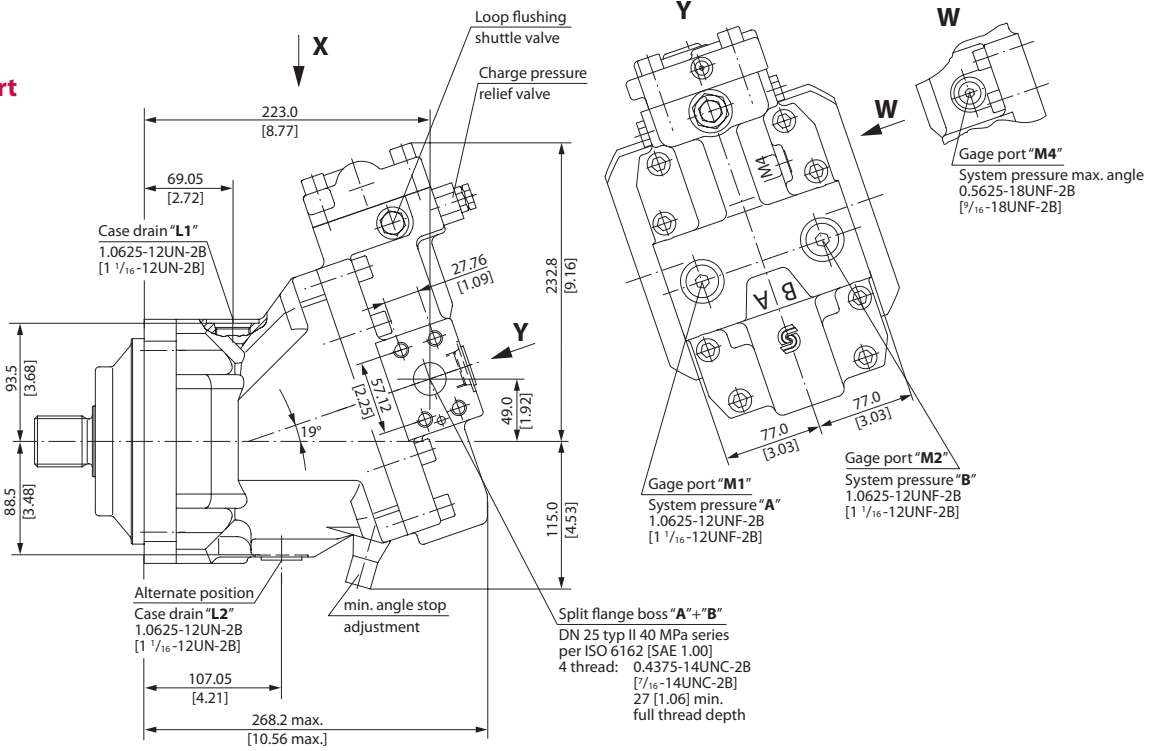 rt
X
Loop flushing
shuttle valve
Charge pressure
relief valve
223.0
[8.77]
69.05
[2.72]
Case drain "L1"
1.0625-12UN-2B
[1 1/16-12UN-2B]
27.76
[1.09]
232.8
[9.16]
Y
93.5
[3.68]
57.12
[2.25]
49.0
[1.92]
19°
88.5
[3.48]
115.0
[4.53]
Alternate position
Case drain "L2"
1.0625-12UN-2B
[1 1/16-12UN-2B]
min. angle stop
adjustment
Split flange boss "A"+"B"
DN 25 typ II 40 MPa series
per ISO 6162 [SAE 1.00]
4 thread: 0.4375-14UNC-2B
[7/16-14UNC-2B]
27 [1.06] min.
full thread depth
107.05
[4.21]
268.2 max.
[10.56 max.]
Y
W
W
M4
Gage port "M4"
System pressure max. angle
0.5625-18UNF-2B
[9/16-18UNF-2B]
A B
77.0
[3.03]
77.0
[3.03]
Gage port "M1"
System pressure "A"
1.0625-12UNF-2B
[1 1/16-12UNF-2B]
Gage port "M2"
System pressure "B"
1.0625-12UNF-2B
[1 1/16-12UNF-2B]